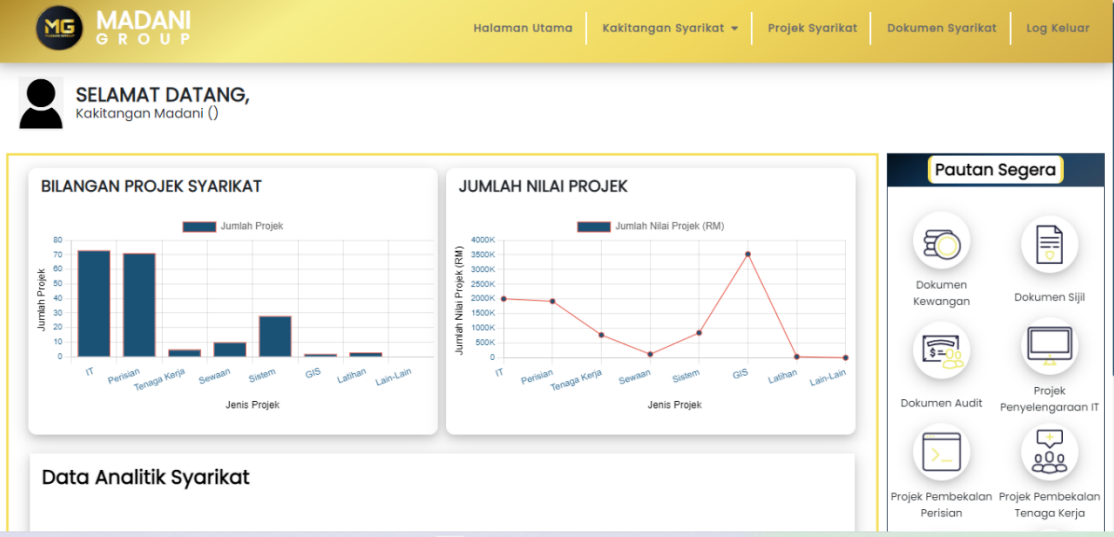 MG
MADANI
GROUP
Halaman Utama
Kakitangan Syarikat
Projek Syarikat
Dokumen Syarikat
Log Keluar
SELAMAT DATANG,
Kakitangan Madani ()
BILANGAN PROJEK SYARIKAT
Jumlah Projek
80
70
60
50
40
30
20
10
0
Jumlah Projek
IT
Perisian
Tenaga Kerja
Sewaan
Sistem
GIS
Latihan
Lain-Lain
Jenis Projek
JUMLAH NILAI PROJEK
Jumlah Nilai Projek (RM)
4000K
3500K
3000K
2500K
2000K
1500K
1000K
500K
0
Jumlah Nilai Projek (RM)
IT
Perisian
Tenaga Kerja
Sewaan
Sistem
GIS
Latihan
Lain-Lain
Jenis Projek
Data Analitik Syarikat
Pautan Segera
Dokumen
Kewangan
Dokumen Sijil
Dokumen Audit
Projek
Penyelengaraan IT
Projek Pembekalan
Perisian
Projek Pembekalan
Tenaga Kerja